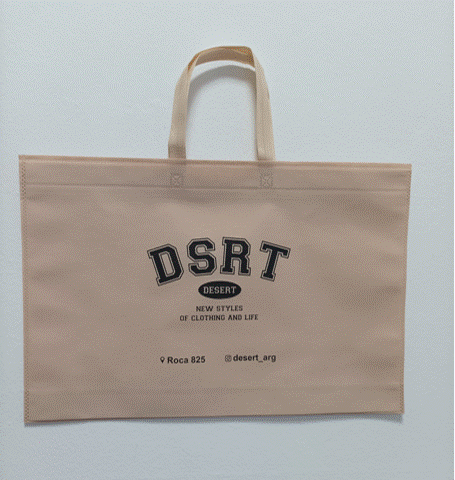 DSRT
DESERT
NEW STYLES
OF CLOTHING AND LIFE
Roca 825 desert_arg